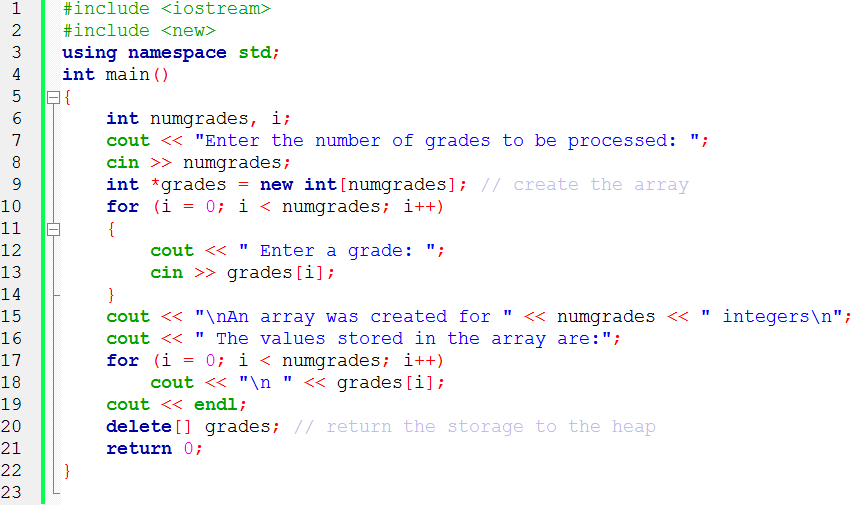 1 #include <iostream>
2 #include <new>
3 using namespace std;
4 int main()
5 {
6 int numgrades, i;
7 cout << "Enter the number of grades to be processed: ";
8 cin >> numgrades;
9 int *grades = new int[numgrades]; // create the array
10 for (i = 0; i < numgrades; i++)
11 {
12 cout << " Enter a grade: ";
13 cin >> grades[i];
14 }
15 cout << "\nAn array was created for " << numgrades << " integers\n";
16 cout << " The values stored in the array are:";
17 for (i = 0; i < numgrades; i++)
18 cout << "\n " << grades[i];
19 cout << endl;
20 delete[] grades; // return the storage to the heap
21 return 0;
22 }
23